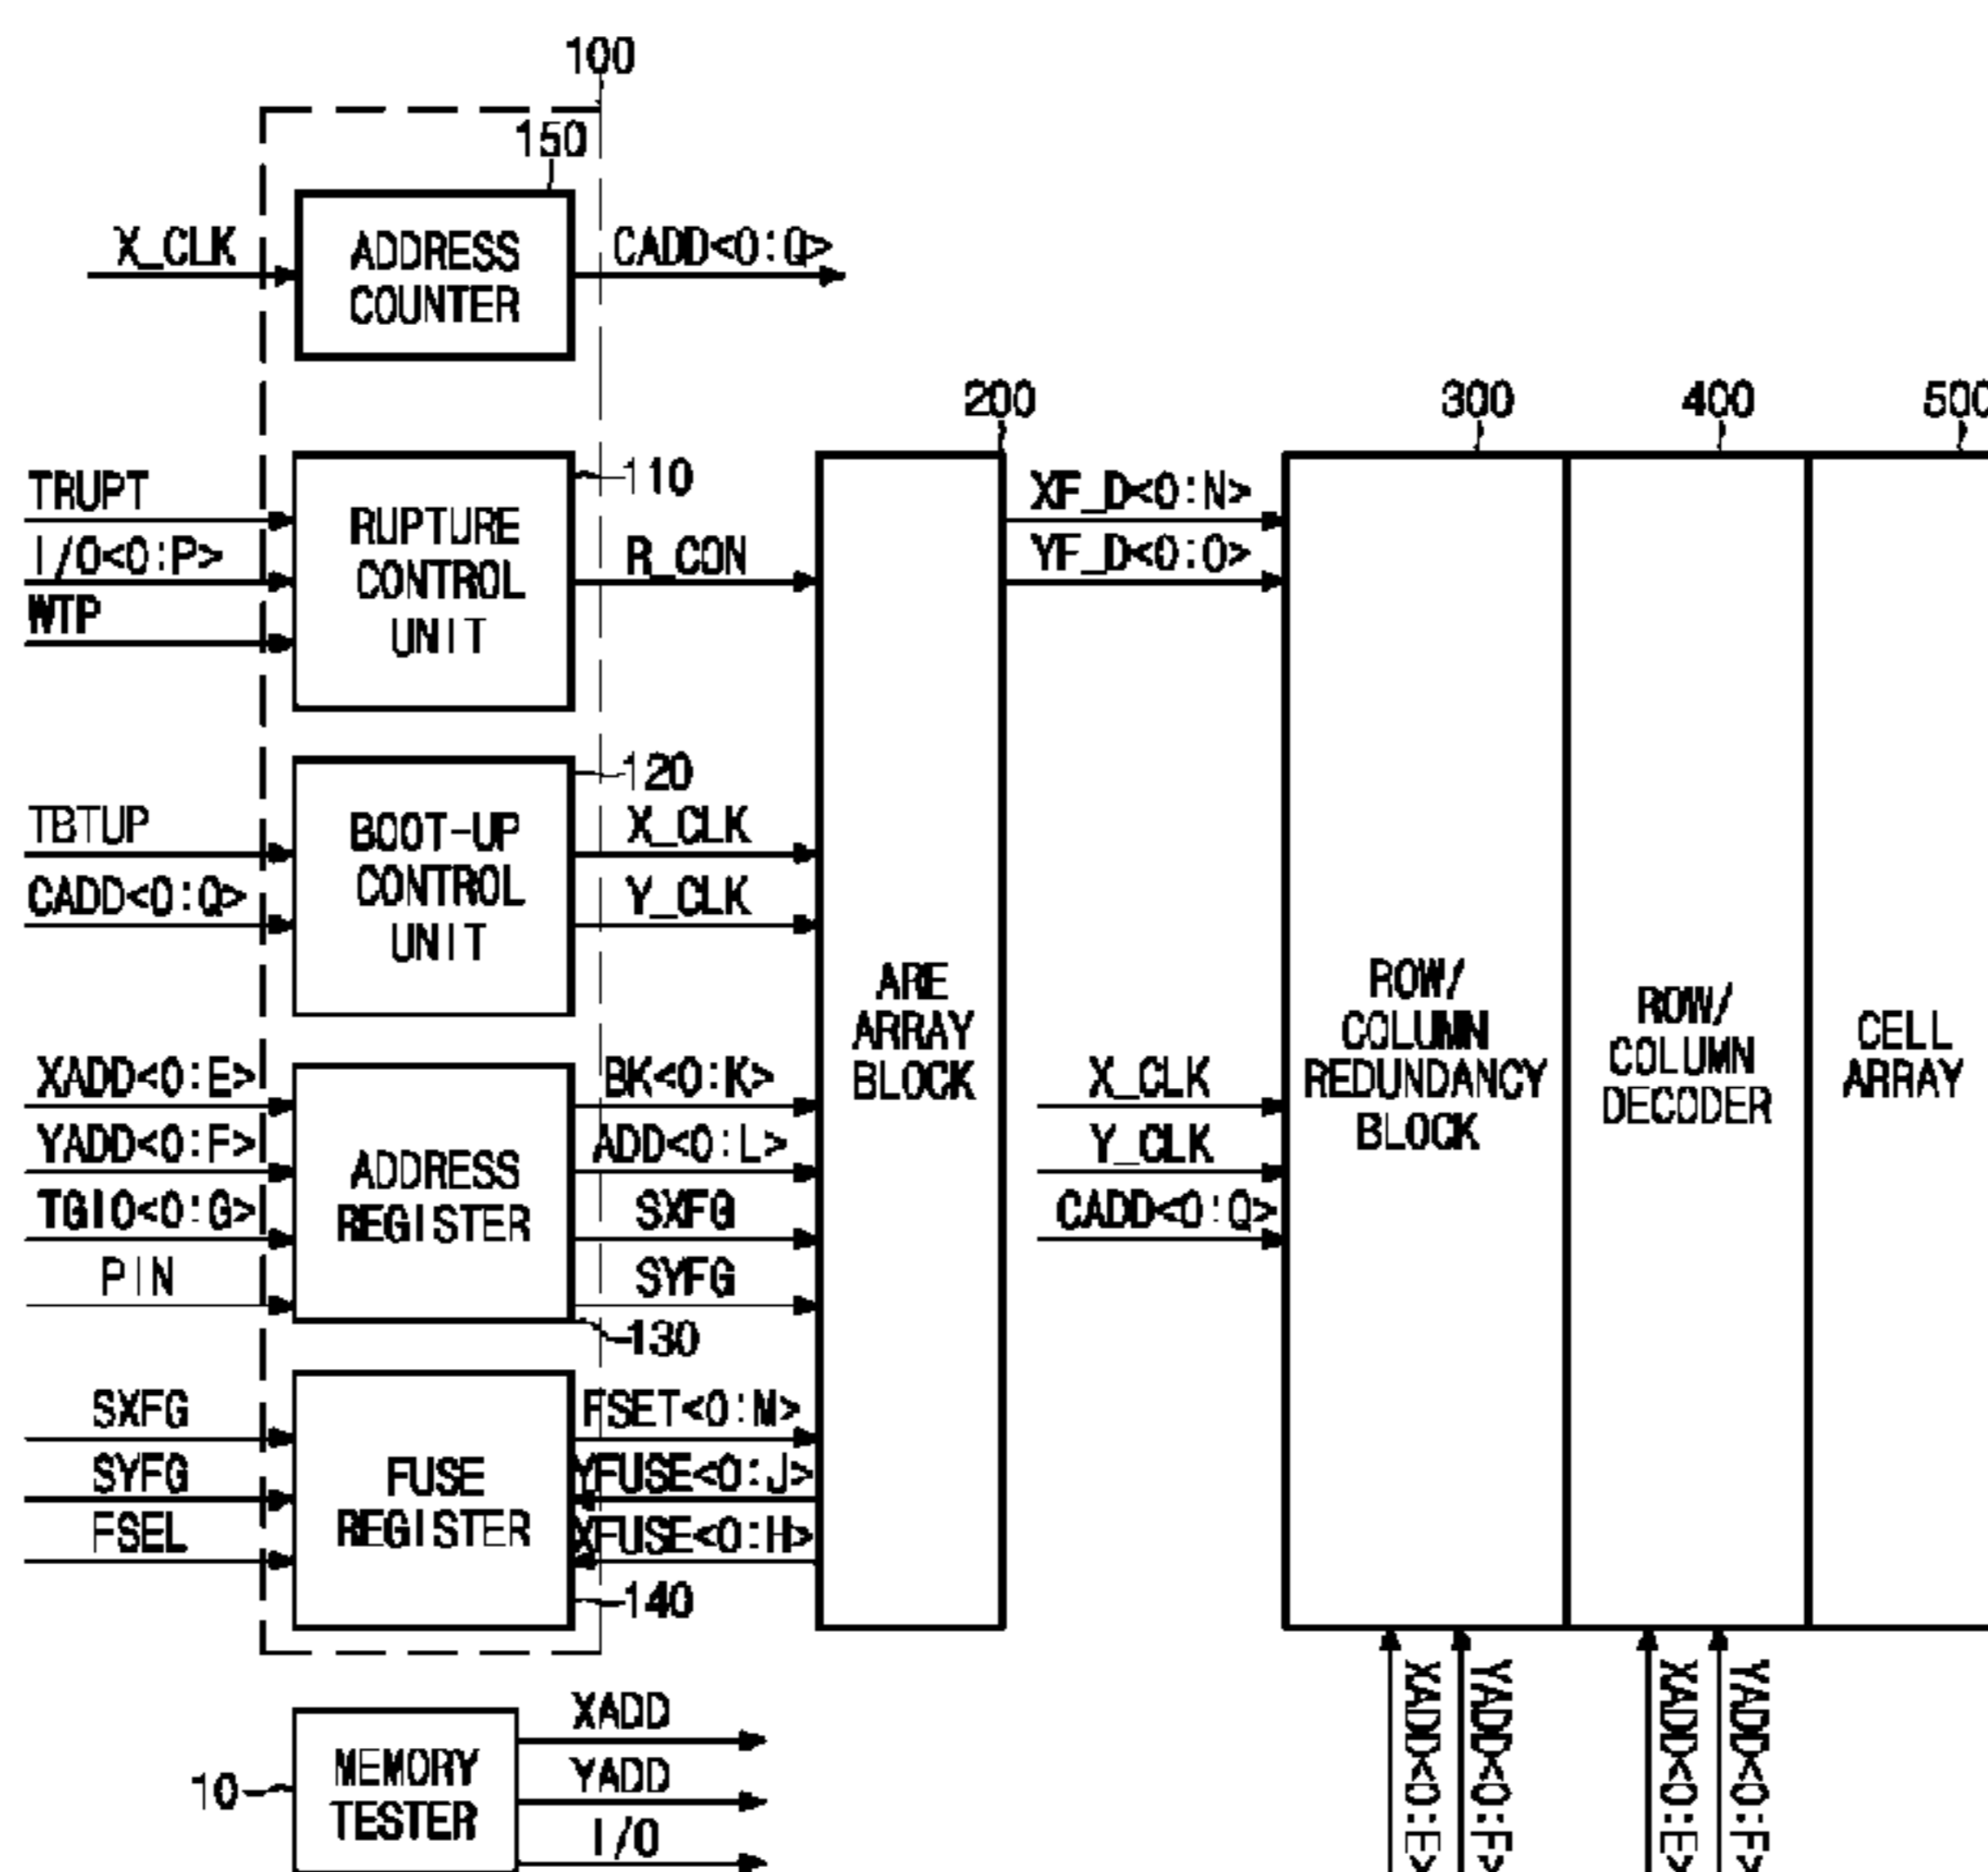 100
150
X_CLK
ADDRESS
COUNTER
CADD<0:Q>
200
300
400
500
TRUPT
I/O<0:P>
WTP
RUPTURE
CONTROL
UNIT
110
R_CON
XF_D<0:N>
YF_D<0:O>
TBTUP
CADD<0:Q>
BOOT-UP
CONTROL
UNIT
120
X_CLK
Y_CLK
ARE
ARRAY
BLOCK
ROW/
COLUMN
REDUNDANCY
BLOCK
ROW/
COLUMN
DECODER
CELL
ARRAY
XADD<0:E>
YADD<0:F>
TGIO<0:G>
PIN
ADDRESS
REGISTER
130
BK<0:K>
ADD<0:L>
SXFG
SYFG
X_CLK
Y_CLK
CADD<0:Q>
SXFG
SYFG
FSEL
FUSE
REGISTER
140
FSET<0:M>
YFUSE<0:J>
XFUSE<0:H>
10
MEMORY
TESTER
XADD
YADD
I/O
XADD<0:E>
YADD<0:F>
XADD<0:E>
YADD<0:F>